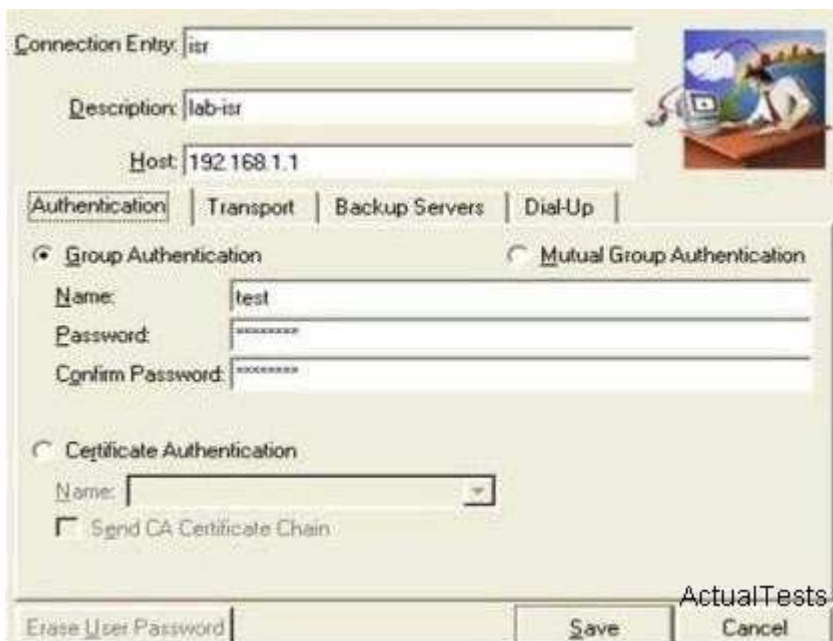 Connection Entry: isr
Description: lab-isr
Host: 192.168.1.1
Authentication Transport Backup Servers Dial-Up
Group Authentication Mutual Group Authentication
Name: test
Password: ********
Confirm Password: ********
Certificate Authentication
Name:
Send CA Certificate Chain
ActualTests
Erase User Password Save Cancel